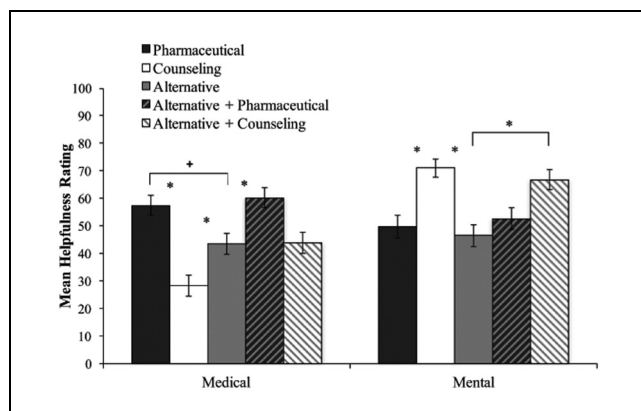 Pharmaceutical
Counseling
Alternative
Alternative + Pharmaceutical
Alternative + Counseling
Mean Helpfulness Rating
100
90
80
70
60
50
40
30
20
10
0
+
* * *
* *
*
Medical
Mental